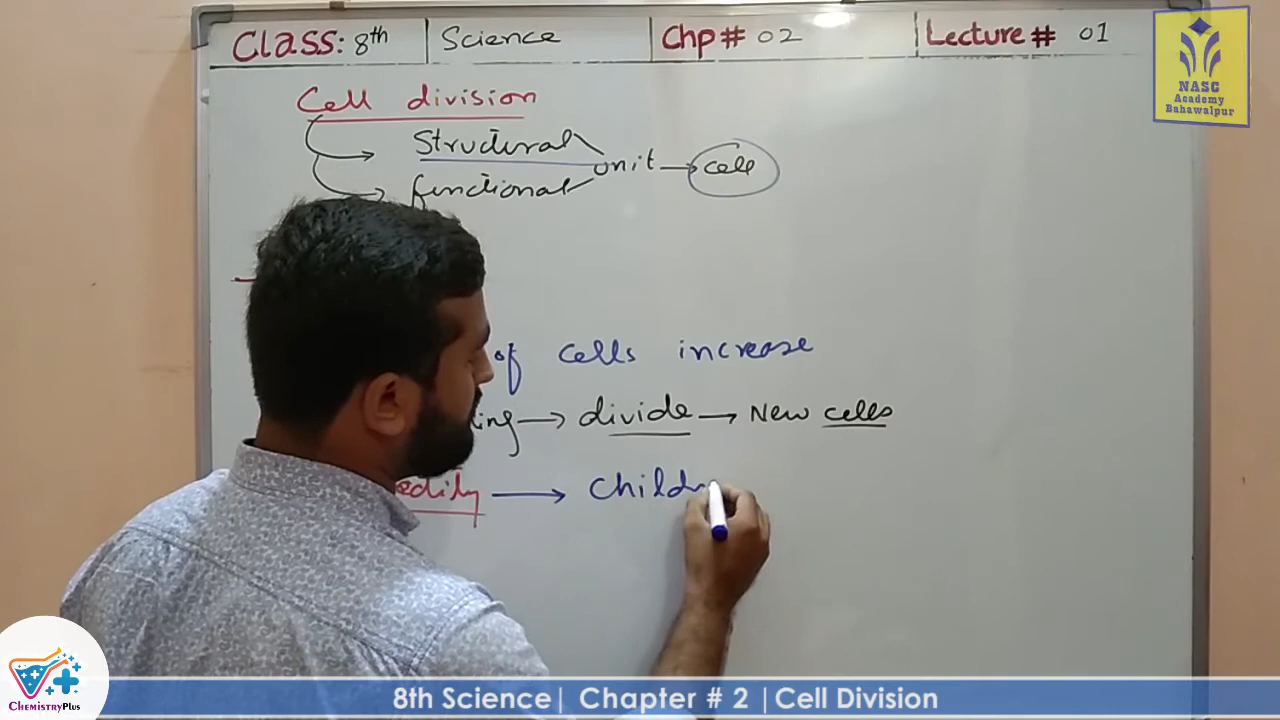 Class: 8th Science Chp # 02 Lecture # 01
NASC
Academy
Bahawalpur
Cell division
Structural
unit → cell
functional
of cells increase
→ divide → New cells
→ Child
ChemistryPlus
8th Science| Chapter # 2 |Cell Division